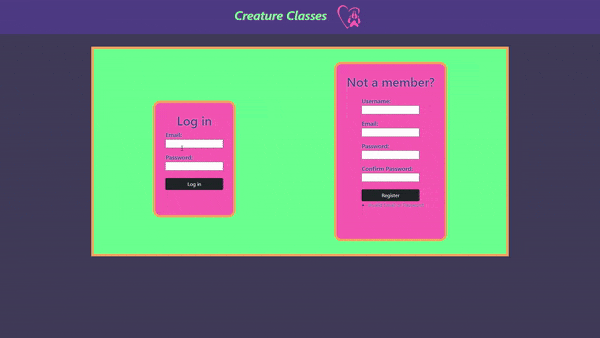 Creature Classes
Log in
Email:
Password:
Log in
Not a member?
Username:
Email:
Password:
Confirm Password:
Register